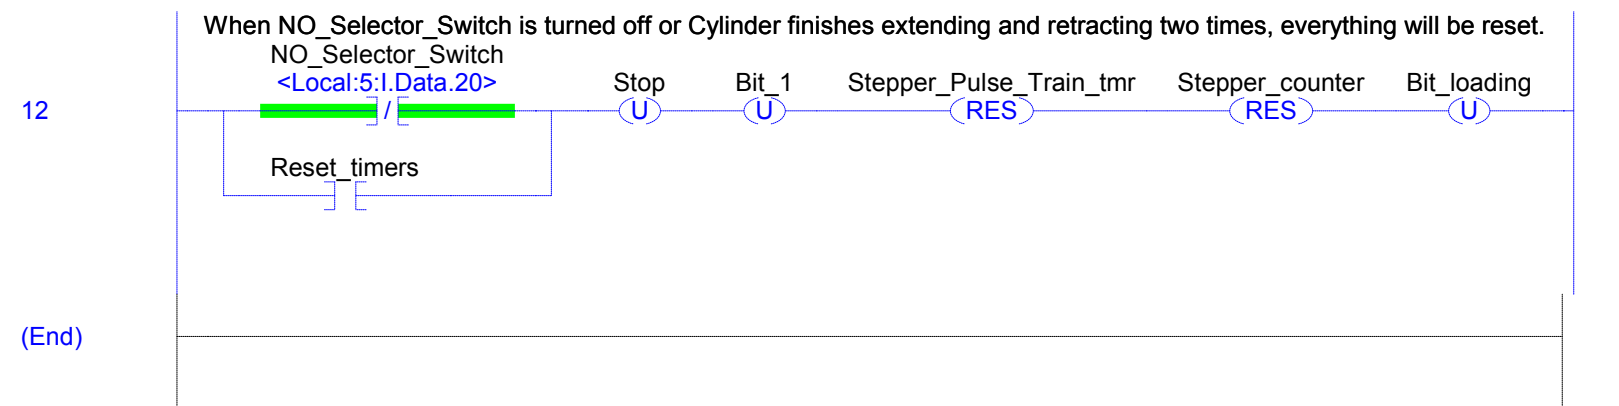 When NO_Selector_Switch is turned off or Cylinder finishes extending and retracting two times, everything will be reset.
NO_Selector_Switch
<Local:5:I.Data.20> Stop Bit_1 Stepper_Pulse_Train_tmr Stepper_counter Bit_loading
12 / U U RES RES U
Reset_timers
(End)